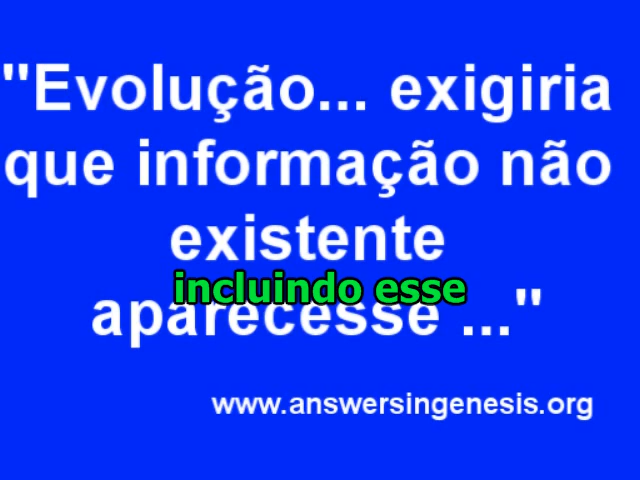 "Evolução... exigiria
que informação não
existente
incluindo esse
aparecesse ..."
www.answersingenesis.org